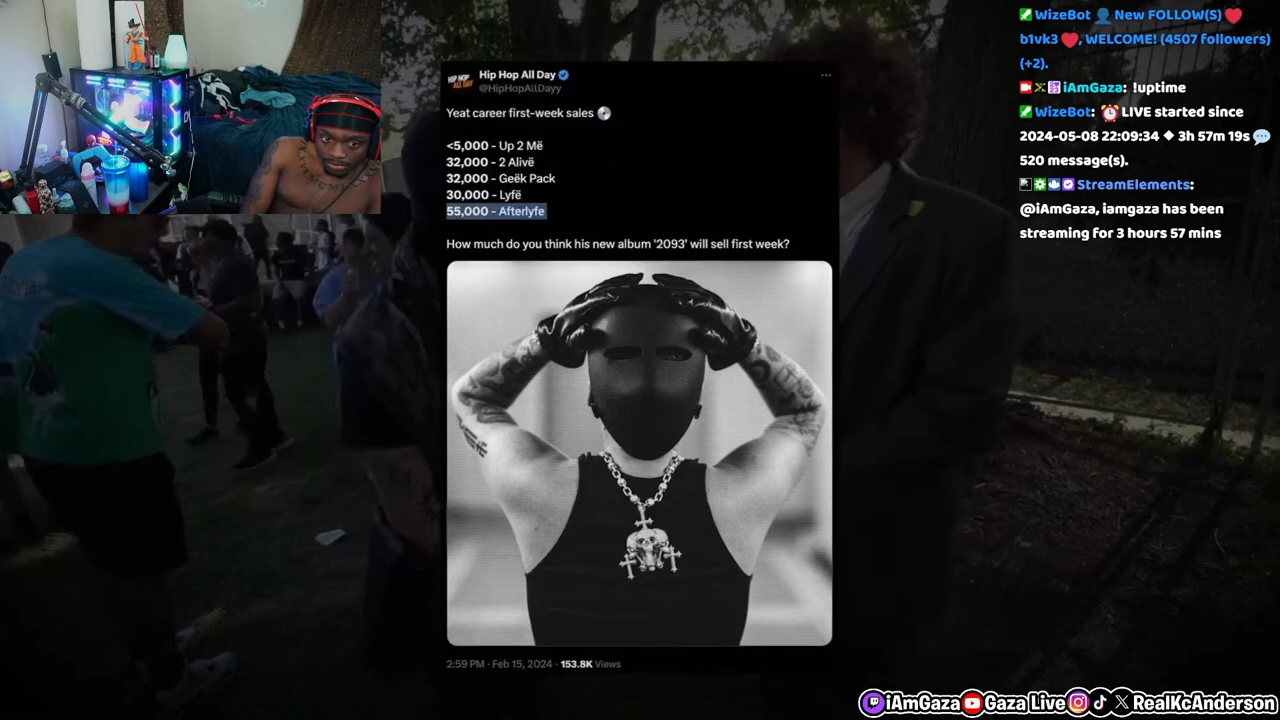 Hip Hop All Day
@HipHopAllDayy
Yeat career first-week sales 💿
<5,000 - Up 2 Më
32,000 - 2 Alivë
32,000 - Geëk Pack
30,000 - Lyfë
55,000 - Afterlyfe
How much do you think his new album '2093' will sell first week?
2:59 PM · Feb 15, 2024 · 153.8K Views
WizeBot 👤 New FOLLOW(S) ❤️
b1vk3 ❤️, WELCOME! (4507 followers)
(+2).
iAmGaza: !uptime
WizeBot: ⏰ LIVE started since
2024-05-08 22:09:34 ◆ 3h 57m 19s 💬
520 message(s).
StreamElements:
@iAmGaza, iamgaza has been
streaming for 3 hours 57 mins
iAmGaza Gaza Live RealKcAnderson